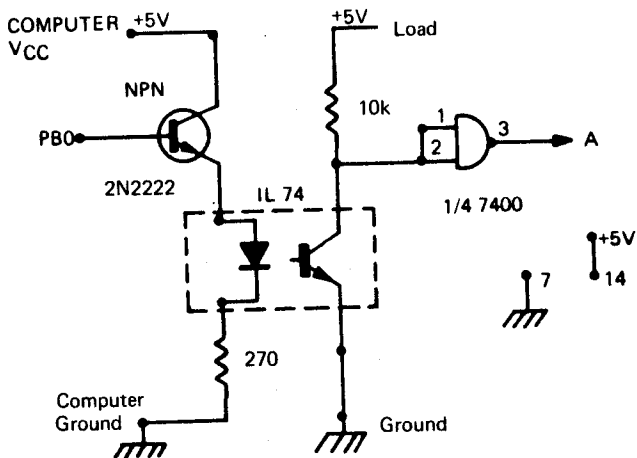 COMPUTER +5V
VCC
+5V Load
NPN
10k
PB0
1
2
3
A
2N2222
IL 74
1/4 7400
+5V
7
14
270
Computer
Ground
Ground